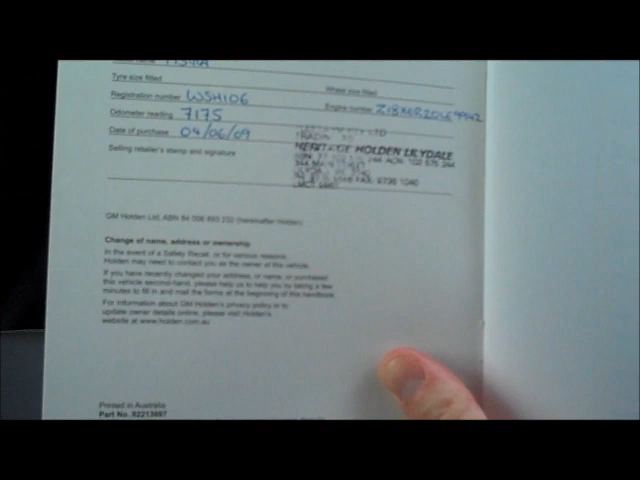 Tyre size fitted
Wheel size fitted
Registration number WSH106
Engine number
Odometer reading 7175
Date of purchase 04/06/09
Selling retailer's stamp and signature
HERITAGE HOLDEN LILYDALE
GM Holden Ltd, ABN 84 006 893 232 (hereinafter Holden)
Change of name, address or ownership
In the event of a Safety Recall, or for various reasons,
Holden may need to contact you as the owner of this vehicle.
If you have recently changed your address, or name, or purchased
this vehicle second-hand, please help us to help you by taking a few
minutes to fill in and mail the forms at the beginning of this handbook.
For information about GM Holden's privacy policy or to
update owner details online, please visit Holden's
website at www.holden.com.au
Printed in Australia
Part No. 92213997